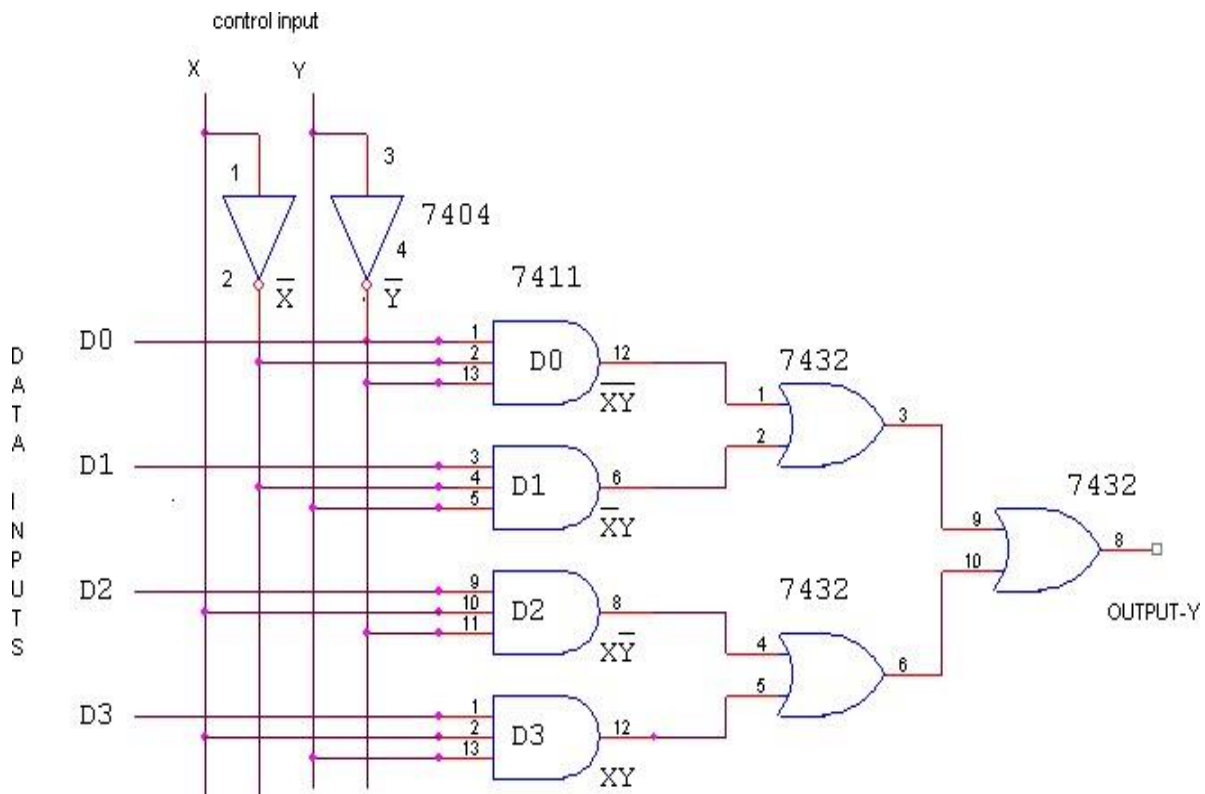 control input
X Y
1 3
7404
2 X̅ 4 Y̅
7411
D0 1 2 13 D0 12 X̅Y̅
7432
1 2 3
D1 3 4 5 D1 6 X̅Y
7432
9 10 8
OUTPUT-Y
D2 9 10 11 D2 8 XY̅
7432
4 5 6
D3 1 2 13 D3 12 XY
DATA INPUTS